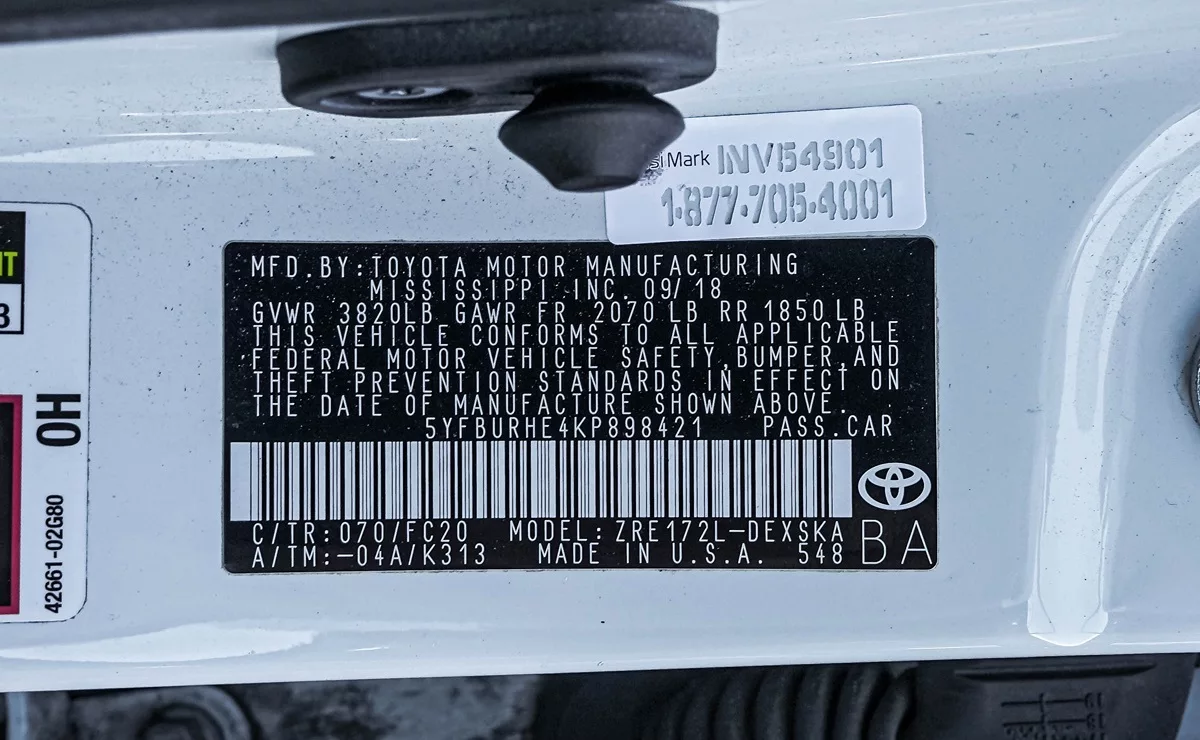 Mark INV54901
1-877-705-4001
MFD.BY:TOYOTA MOTOR MANUFACTURING
MISSISSIPPI INC. 09/18
GVWR 3820LB GAWR FR 2070 LB RR 1850 LB
THIS VEHICLE CONFORMS TO ALL APPLICABLE
FEDERAL MOTOR VEHICLE SAFETY,BUMPER,AND
THEFT PREVENTION STANDARDS IN EFFECT ON
THE DATE OF MANUFACTURE SHOWN ABOVE.
5YFBURHE4KP898421 PASS.CAR
C/TR:070/FC20 MODEL:ZRE172L-DEXSKA
A/TM:-04A/K313 MADE IN U.S.A. 548
BA
3
OH
42661-02G80